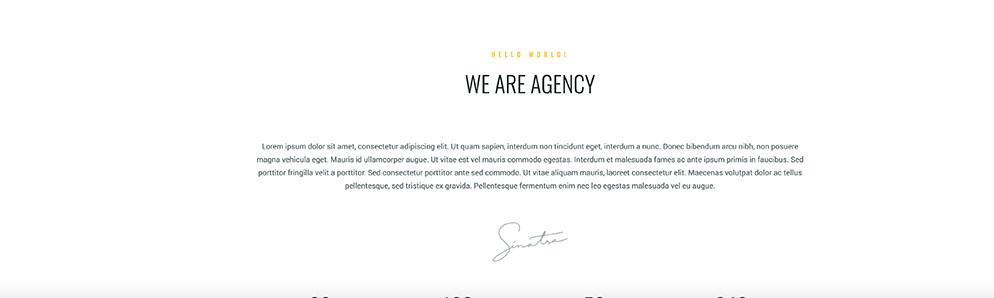 HELLO WORLD!
WE ARE AGENCY
Lorem ipsum dolor sit amet, consectetur adipiscing elit. Ut quam sapien, interdum non tincidunt eget, interdum a nunc. Donec bibendum arcu nibh, non posuere
magna vehicula eget. Mauris id ullamcorper augue. Ut vitae est vel mauris commodo egestas. Interdum et malesuada fames ac ante ipsum primis in faucibus. Sed
porttitor fringilla velit a porttitor. Sed consectetur porttitor ante sed commodo. Ut vitae aliquam mauris, laoreet consectetur elit. Maecenas volutpat dolor ac tellus
pellentesque, sed tristique ex gravida. Pellentesque fermentum enim nec leo egestas malesuada vel eu augue.
Sinatra